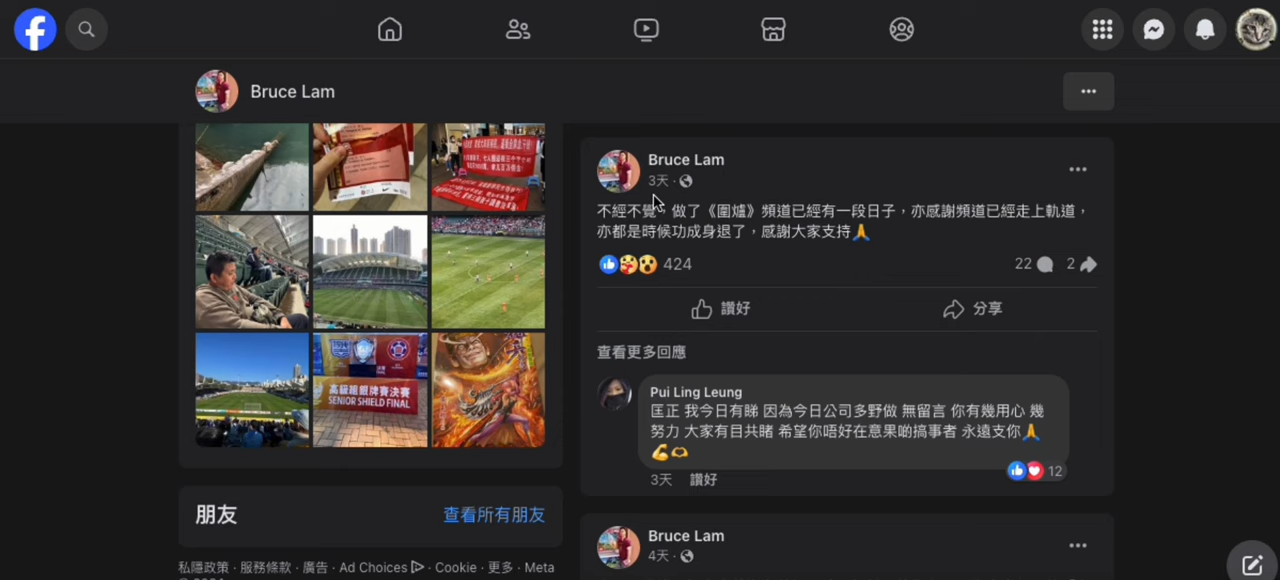 Bruce Lam
高級銀牌賽決賽
SENIOR SHIELD FINAL
朋友
查看所有朋友
私隱政策 · 服務條款 · 廣告 · Ad Choices · Cookie · 更多 · Meta
Bruce Lam
3天 ·
不經不覺，做了《圍爐》頻道已經有一段日子，亦感謝頻道已經走上軌道，
亦都是時候功成身退了，感謝大家支持🙏
424
22
2
讚好
分享
查看更多回應
Pui Ling Leung
匡正 我今日有睇 因為今日公司多野做 無留言 你有幾用心 幾
努力 大家有目共睹 希望你唔好在意果啲搞事者 永遠支你🙏
💪🫶
12
3天 讚好
Bruce Lam
4天 ·